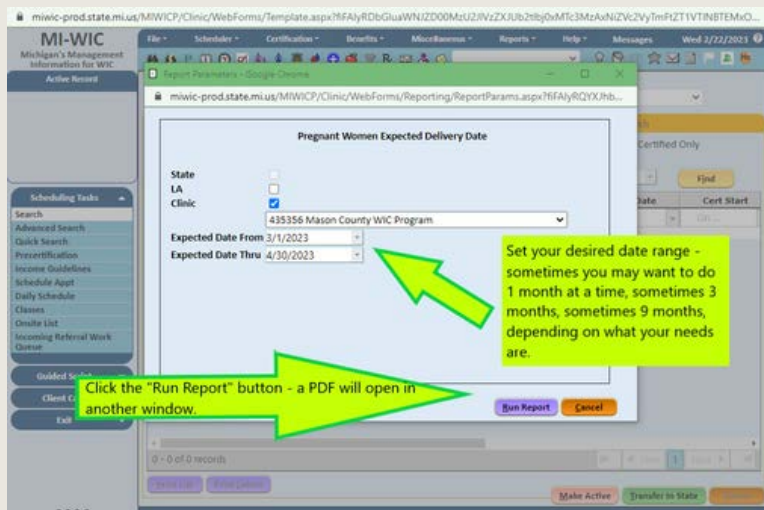 miwic-prod.state.mi.us/MIWICP/Clinic/WebForms/Template.aspx?
MI-WIC
Michigan's Management
Information for WIC
File Scheduler Certification Benefits Miscellaneous Reports Help Messages Wed 2/22/2023
Active Record
Report Parameters - Google Chrome
miwic-prod.state.mi.us/MIWICP/Clinic/WebForms/Reporting/ReportParams.aspx?
Pregnant Women Expected Delivery Date
State
LA
Clinic
435356 Mason County WIC Program
Expected Date From 3/1/2023
Expected Date Thru 4/30/2023
Certified Only
Find
Date Cert Start
Set your desired date range -
sometimes you may want to do
1 month at a time, sometimes 3
months, sometimes 9 months,
depending on what your needs
are.
Scheduling Tasks
Search
Advanced Search
Quick Search
Precertification
Income Guidelines
Schedule Appt
Daily Schedule
Classes
Onsite List
Incoming Referral Work
Queue
Guided Script
Click the "Run Report" button - a PDF will open in
another window.
Exit
Run Report Cancel
0 - 0 of 0 records
1
Make Active Transfer to State